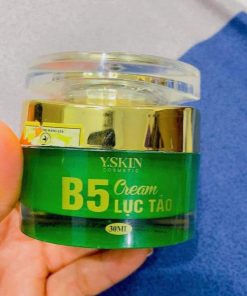 Y.SKIN
COSMETIC
B5 Cream
LỤC TẢO
30ML